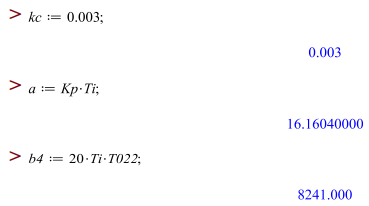 > kc := 0.003;
0.003
> a := Kp·Ti;
16.16040000
> b4 := 20·Ti·T022;
8241.000